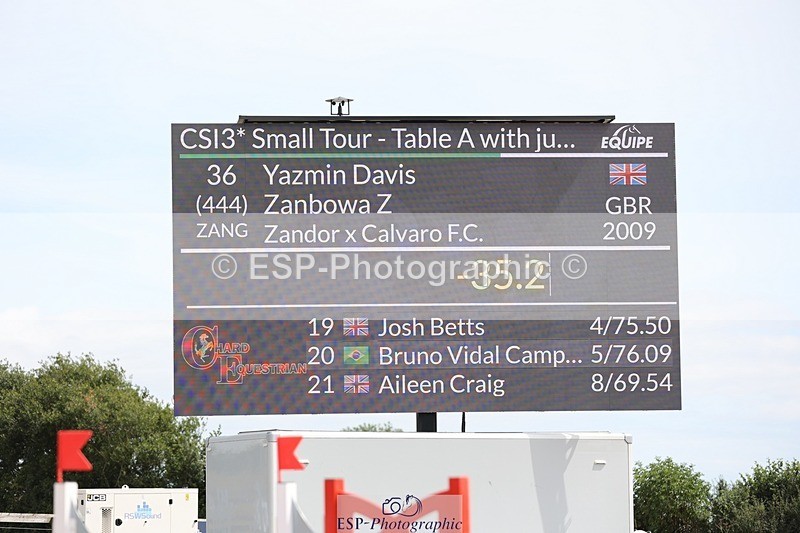 CSI3* Small Tour - Table A with ju...
EQUIPE
36 Yazmin Davis
(444) Zanbowa Z GBR
ZANG Zandor x Calvaro F.C. 2009
-35.2
© ESP-Photographic ©
19 Josh Betts 4/75.50
20 Bruno Vidal Camp... 5/76.09
21 Aileen Craig 8/69.54
CHARD
EQUESTRIAN
JCB
RSWSound
ESP-Photographic